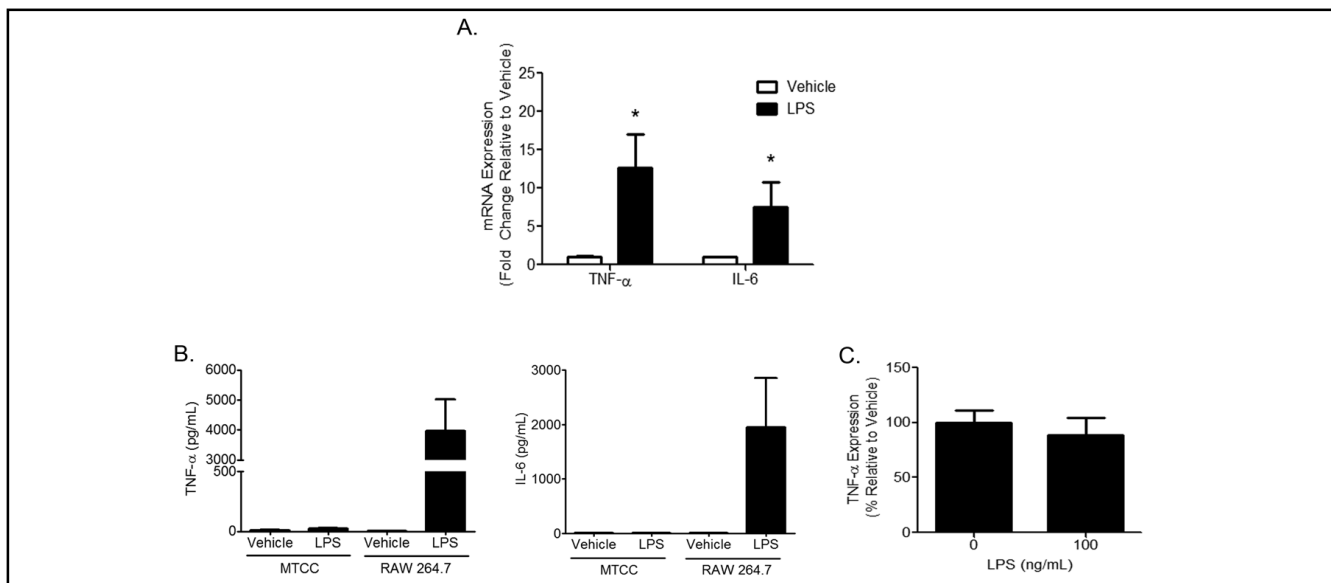 A.
mRNA Expression
(Fold Change Relative to Vehicle)
25
20
15
10
5
0
Vehicle
LPS
*
*
TNF-α
IL-6
B.
TNF-α (pg/mL)
6000
5000
4000
3000
500
0
Vehicle LPS Vehicle LPS
MTCC RAW 264.7
IL-6 (pg/mL)
3000
2000
1000
0
Vehicle LPS Vehicle LPS
MTCC RAW 264.7
C.
TNF-α Expression
(% Relative to Vehicle)
150
100
50
0
0 100
LPS (ng/mL)